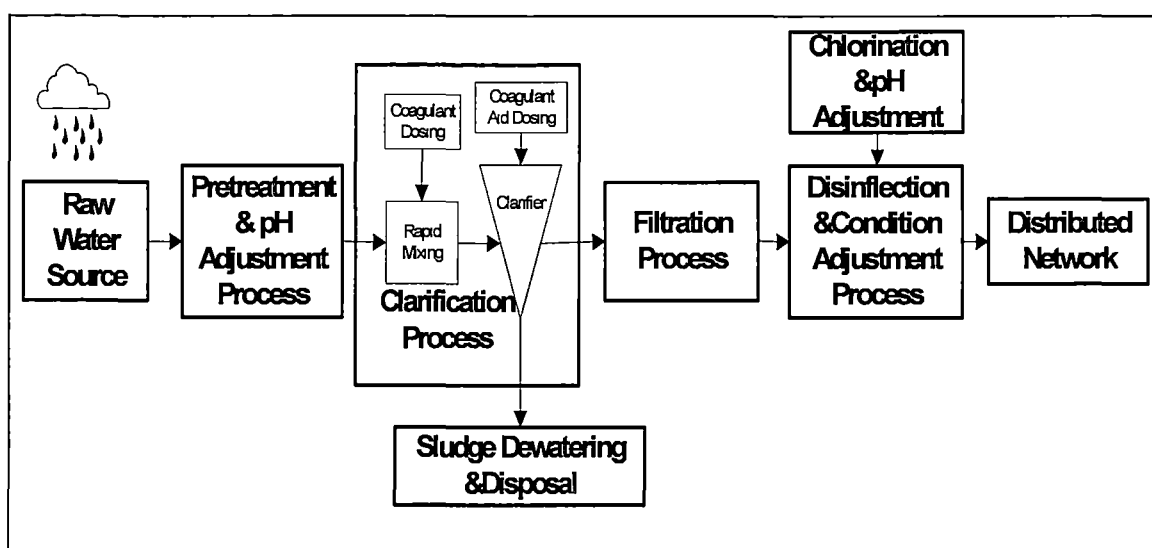 Raw
Water
Source
Pretreatment
& pH
Adjustment
Process
Coagulant
Dosing
Coagulant
Aid Dosing
Rapid
Mixing
Clarifier
Clarification
Process
Sludge Dewatering
&Disposal
Filtration
Process
Chlorination
&pH
Adjustment
Disinflection
&Condition
Adjustment
Process
Distributed
Network